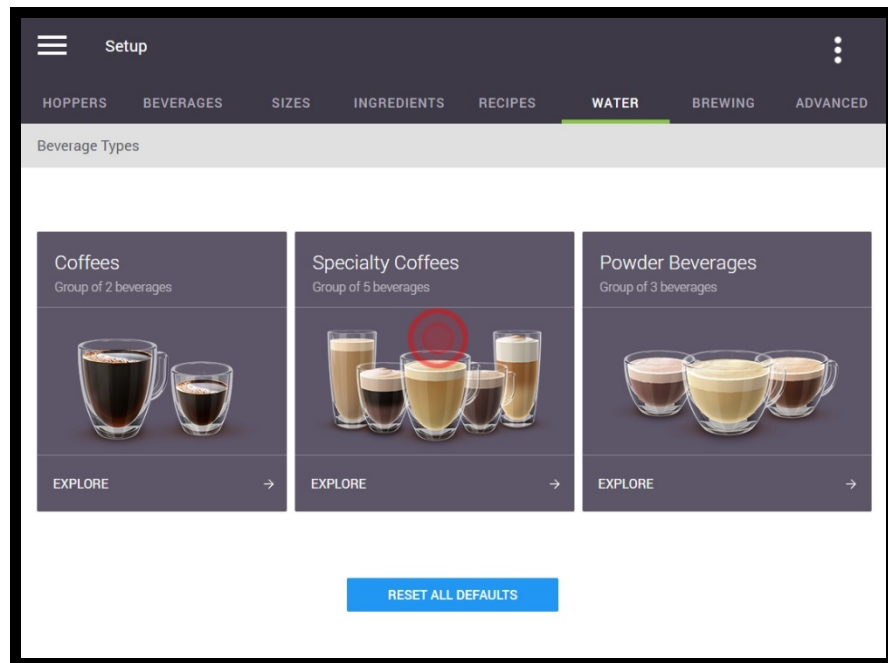 Setup
HOPPERS BEVERAGES SIZES INGREDIENTS RECIPES WATER BREWING ADVANCED
Beverage Types
Coffees
Group of 2 beverages
EXPLORE
Specialty Coffees
Group of 5 beverages
EXPLORE
Powder Beverages
Group of 3 beverages
EXPLORE
RESET ALL DEFAULTS